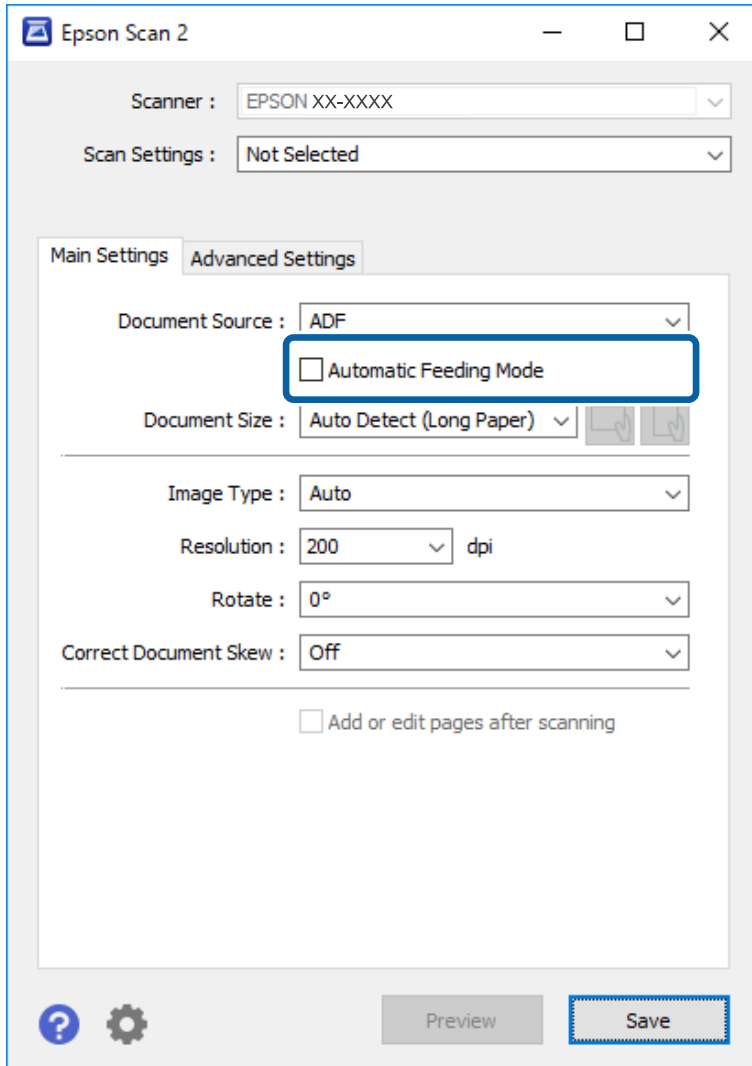 Epson Scan 2
Scanner : EPSON XX-XXXX
Scan Settings : Not Selected
Main Settings Advanced Settings
Document Source : ADF
Automatic Feeding Mode
Document Size : Auto Detect (Long Paper)
Image Type : Auto
Resolution : 200 dpi
Rotate : 0°
Correct Document Skew : Off
Add or edit pages after scanning
? Preview Save